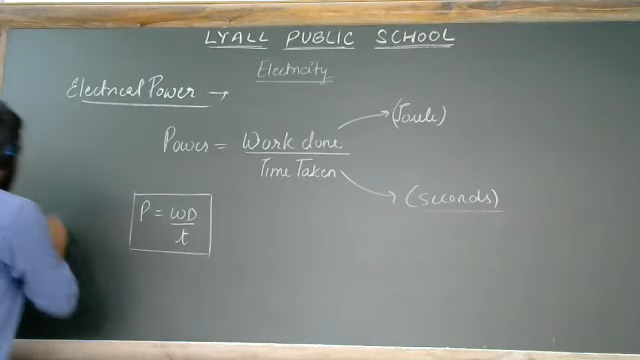 LYALL PUBLIC SCHOOL
Electricity
Electrical Power →
Power = Work done / Time Taken
(Joule)
(seconds)
P = WD / t